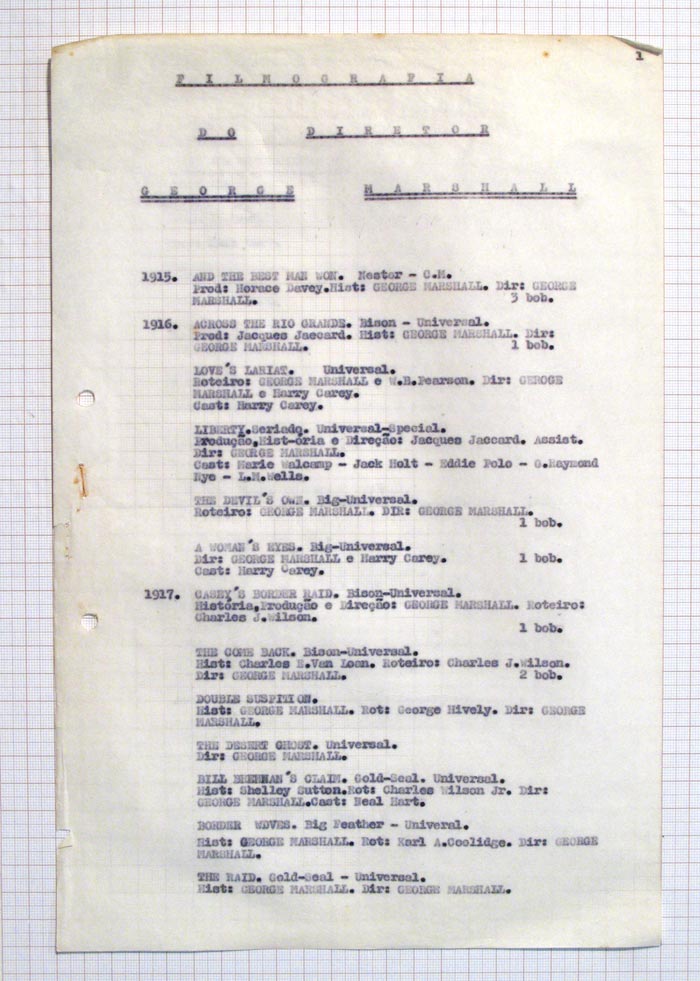 1
F I L M O G R A F I A
D O D I R E T O R
G E O R G E M A R S H A L L
1915. AND THE BEST MAN WON. Nestor - C.M.
Prod: Horace Davey.Hist: GEORGE MARSHALL. Dir: GEORGE
MARSHALL. 3 bob.
1916. ACROSS THE RIO GRANDE. Bison - Universal.
Prod: Jacques Jaccard. Hist: GEORGE MARSHALL. Dir:
GEORGE MARSHALL. 1 bob.
LOVE'S LARIAT. Universal.
Roteiro: GEORGE MARSHALL e W.B.Pearson. Dir: GEROGE
MARSHALL e Harry Carey.
Cast: Harry Carey.
LIBERTY.Seriado. Universal-Special.
Produção,Hist-oria e Direção: Jacques Jaccard. Assist.
Dir: GEORGE MARSHALL.
Cast: Marie Walcamp - Jack Holt - Eddie Polo - G.Raymond
Nye - L.M.Wells.
THE DEVIL'S OWN. Big-Universal.
Roteiro: GEORGE MARSHALL. DIR: GEORGE MARSHALL.
1 bob.
A WOMAN'S EYES. Big-Universal.
Dir: GEORGE MARSHALL e Harry Carey. 1 bob.
Cast: Harry Carey.
1917. CASEY'S BORDER RAID. Bison-Universal.
História,Produção e Direção: GEORGE MARSHALL. Roteiro:
Charles J.Wilson.
1 bob.
THE COME BACK. Bison-Universal.
Hist: Charles E.Van Loan. Roteiro: Charles J.Wilson.
Dir: GEORGE MARSHALL. 2 bob.
DOUBLE SUSPITION.
Hist: GEORGE MARSHALL. Rot: George Hively. Dir: GEORGE
MARSHALL.
THE DESERT GHOST. Universal.
Dir: GEORGE MARSHALL.
BILL BRENNAN'S CLAIM. Gold-Seal. Universal.
Hist: Shelley Sutton.Rot: Charles Wilson Jr. Dir:
GEORGE MARSHALL.Cast: Neal Hart.
BORDER WOVES. Big Feather - Univeral.
Hist: GEORGE MARSHALL. Rot: Karl A.Coolidge. Dir: GEORGE
MARSHALL.
THE RAID. Gold-Seal - Universal.
Hist: GEORGE MARSHALL. Dir: GEORGE MARSHALL.